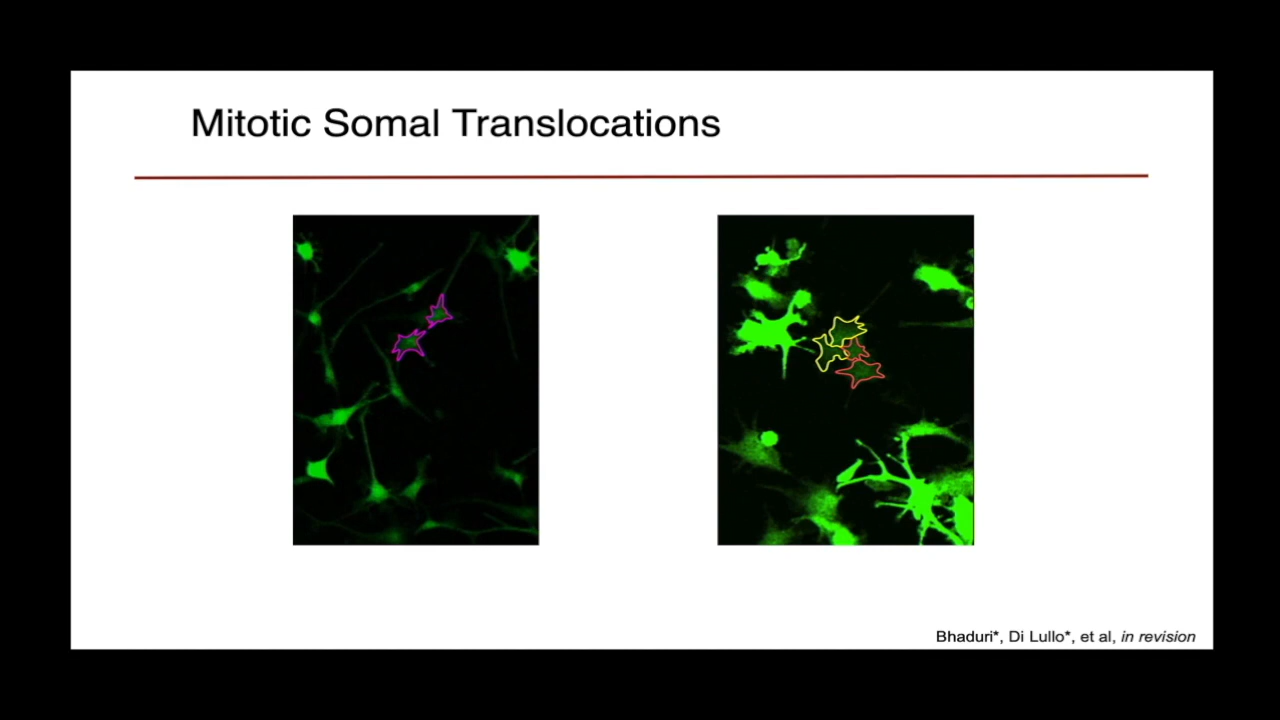 Mitotic Somal Translocations
Bhaduri*, Di Lullo*, et al, in revision